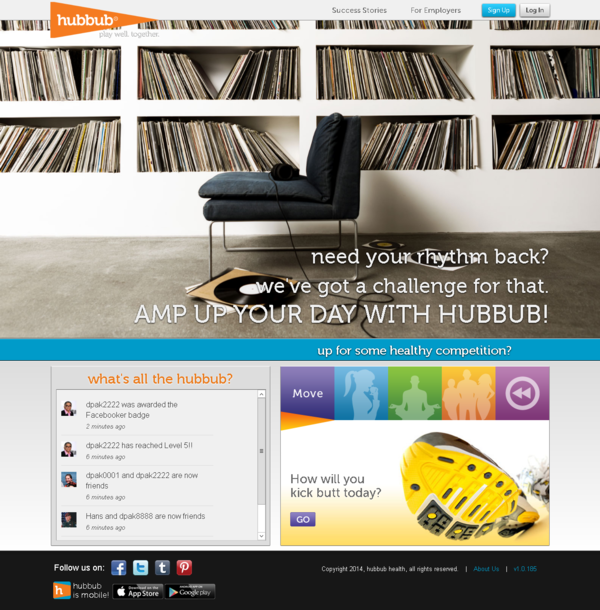 hubbub®
play well. together.
Success Stories
For Employers
Sign Up
Log In
need your rhythm back?
we've got a challenge for that.
AMP UP YOUR DAY WITH HUBBUB!
up for some healthy competition?
what's all the hubbub?
dpak2222 was awarded the
Facebooker badge
2 minutes ago
dpak2222 has reached Level 5!!
6 minutes ago
dpak0001 and dpak2222 are now
friends
6 minutes ago
Hans and dpak8888 are now friends
6 minutes ago
Move
How will you
kick butt today?
GO
Follow us on:
Copyright 2014, hubbub health, all rights reserved. | About Us | v1.0.185
hubbub
is mobile!
Download on the
App Store
Google play